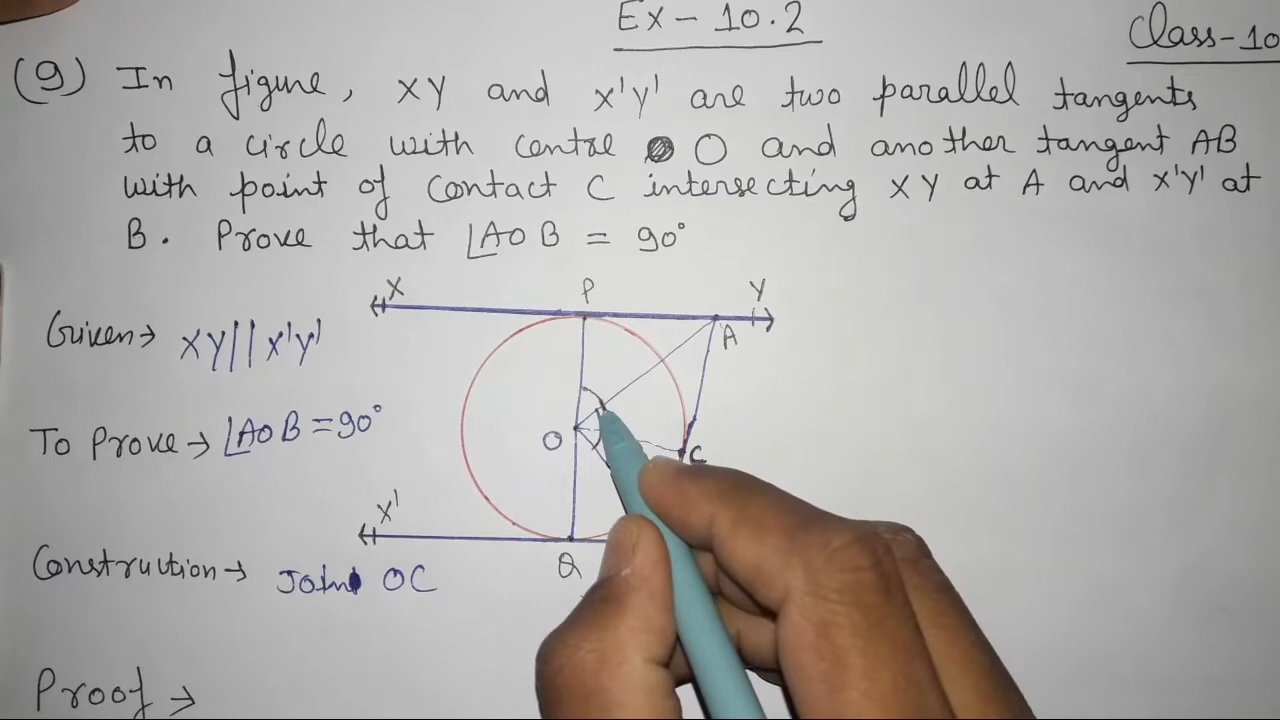 Ex - 10.2
Class-10
(9) In figure, XY and X'Y' are two parallel tangents
to a circle with centre O and another tangent AB
with point of contact C intersecting XY at A and X'Y' at
B. Prove that ∠AOB = 90°
X P Y
Given→ XY||X'Y'
A
To Prove→ ∠AOB = 90°
O C
X'
Construction→ Join OC
Q
Proof→